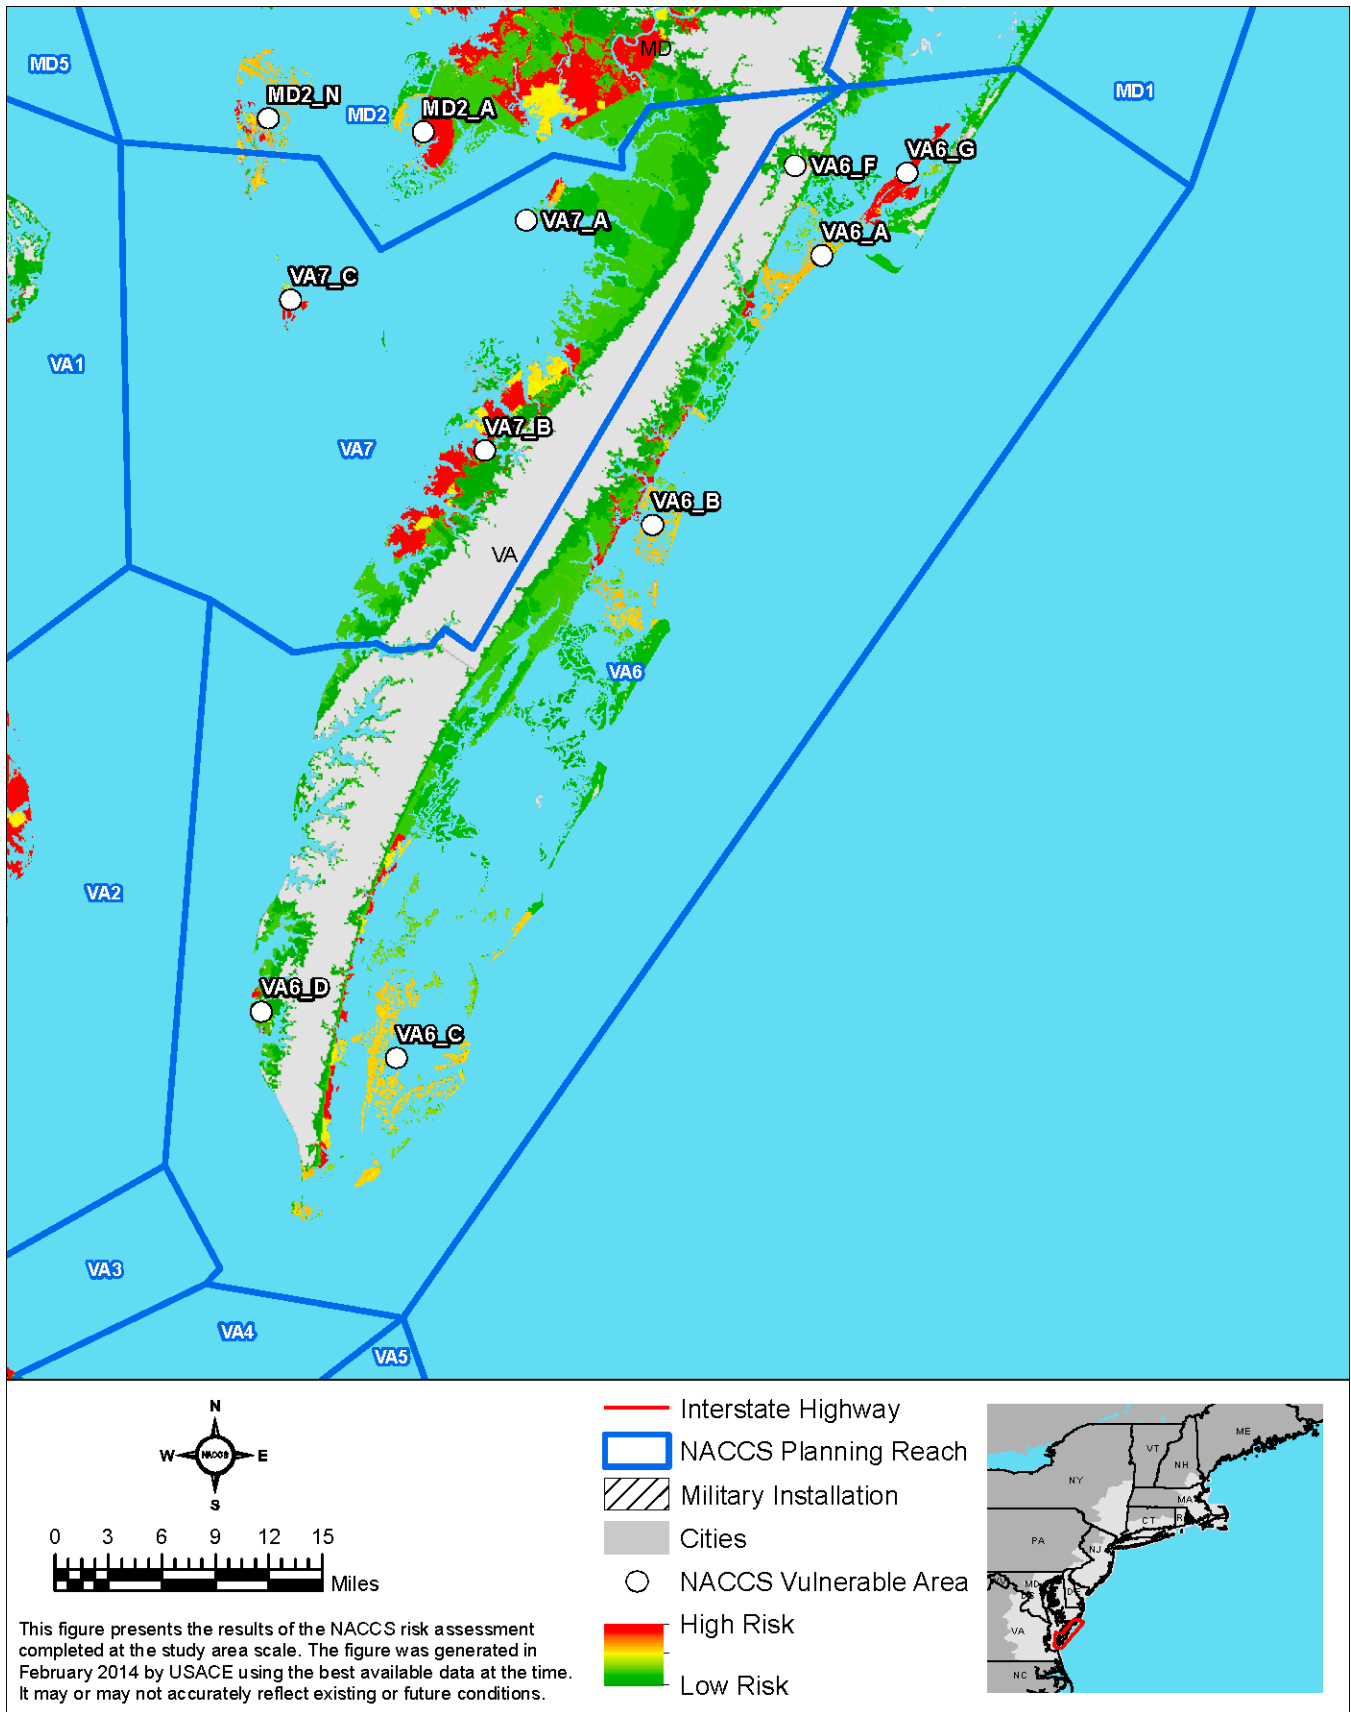 MD
MD5
MD2_N
MD2
MD2_A
MD1
VA6_G
VA6_F
VA7_A
VA6_A
VA7_C
VA1
VA7_B
VA7
VA6_B
VA
VA6
VA2
VA6_D
VA6_C
VA3
VA4
VA5
N
W NACCS E
S
0 3 6 9 12 15
Miles
This figure presents the results of the NACCS risk assessment
completed at the study area scale. The figure was generated in
February 2014 by USACE using the best available data at the time.
It may or may not accurately reflect existing or future conditions.
Interstate Highway
NACCS Planning Reach
Military Installation
Cities
NACCS Vulnerable Area
High Risk
Low Risk
ME
VT
NH
NY
MA
CT
PA
NJ
MD
DE
VA
NC